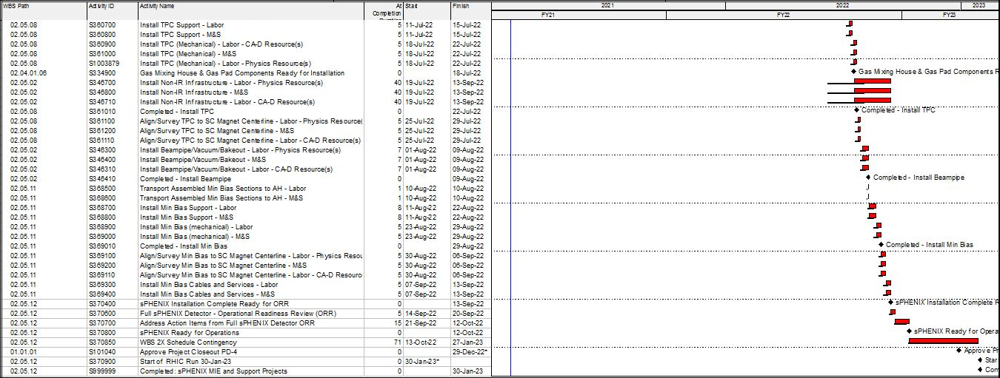 WBS Path Activity ID Activity Name At Completion Start Finish 2021 2022 2023
FY21 FY22 FY23
02.05.08 S360700 Install TPC Support - Labor 5 11-Jul-22 15-Jul-22
02.05.08 S360800 Install TPC Support - M&S 5 11-Jul-22 15-Jul-22
02.05.08 S360900 Install TPC (Mechanical) - Labor - CA-D Resource(s) 5 18-Jul-22 22-Jul-22
02.05.08 S361000 Install TPC (Mechanical) - M&S 5 18-Jul-22 22-Jul-22
02.05.08 S1003879 Install TPC (Mechanical) - Labor - Physics Resource(s) 5 18-Jul-22 22-Jul-22
02.04.01.06 S334900 Gas Mixing House & Gas Pad Components Ready for Installation 0 18-Jul-22 Gas Mixing House & Gas Pad Components R
02.05.02 S346700 Install Non-IR Infrastructure - Labor - Physics Resource(s) 40 19-Jul-22 13-Sep-22
02.05.02 S346800 Install Non-IR Infrastructure - M&S 40 19-Jul-22 13-Sep-22
02.05.02 S346710 Install Non-IR Infrastructure - Labor - CA-D Resource(s) 40 19-Jul-22 13-Sep-22
02.05.08 S361010 Completed - Install TPC 0 22-Jul-22 Completed - Install TPC
02.05.08 S361100 Align/Survey TPC to SC Magnet Centerline - Labor - Physics Resource( 5 25-Jul-22 29-Jul-22
02.05.08 S361200 Align/Survey TPC to SC Magnet Centerline - M&S 5 25-Jul-22 29-Jul-22
02.05.08 S361110 Align/Survey TPC to SC Magnet Centerline - Labor - CA-D Resource(s) 5 25-Jul-22 29-Jul-22
02.05.02 S346300 Install Beampipe/Vacuum/Bakeout - Labor - Physics Resource(s) 7 01-Aug-22 09-Aug-22
02.05.02 S346400 Install Beampipe/Vacuum/Bakeout - M&S 7 01-Aug-22 09-Aug-22
02.05.02 S346310 Install Beampipe/Vacuum/Bakeout - Labor - CA-D Resource(s) 7 01-Aug-22 09-Aug-22
02.05.02 S346410 Completed - Install Beampipe 0 09-Aug-22 Completed - Install Beampipe
02.05.11 S368500 Transport Assembled Min Bias Sections to AH - Labor 1 10-Aug-22 10-Aug-22
02.05.11 S368600 Transport Assembled Min Bias Sections to AH - M&S 1 10-Aug-22 10-Aug-22
02.05.11 S368700 Install Min Bias Support - Labor 8 11-Aug-22 22-Aug-22
02.05.11 S368800 Install Min Bias Support - M&S 8 11-Aug-22 22-Aug-22
02.05.11 S368900 Install Min Bias (mechanical) - Labor 5 23-Aug-22 29-Aug-22
02.05.11 S369000 Install Min Bias (mechanical) - M&S 5 23-Aug-22 29-Aug-22
02.05.11 S369010 Completed - Install Min Bias 0 29-Aug-22 Completed - Install Min Bias
02.05.11 S369100 Align/Survey Min Bias to SC Magnet Centerline - Labor - Physics Resou 5 30-Aug-22 06-Sep-22
02.05.11 S369200 Align/Survey Min Bias to SC Magnet Centerline - M&S 5 30-Aug-22 06-Sep-22
02.05.11 S369110 Align/Survey Min Bias to SC Magnet Centerline - Labor - CA-D Resource 5 30-Aug-22 06-Sep-22
02.05.11 S369300 Install Min Bias Cables and Services - Labor 5 07-Sep-22 13-Sep-22
02.05.11 S369400 Install Min Bias Cables and Services - M&S 5 07-Sep-22 13-Sep-22
02.05.12 S370400 sPHENIX Installation Complete Ready for ORR 0 13-Sep-22 sPHENIX Installation Complete R
02.05.12 S370600 Full sPHENIX Detector - Operational Readiness Review (ORR) 5 14-Sep-22 20-Sep-22
02.05.12 S370700 Address Action Items from Full sPHENIX Detector ORR 15 21-Sep-22 12-Oct-22
02.05.12 S370800 sPHENIX Ready for Operations 0 12-Oct-22 sPHENIX Ready for Opera
02.05.12 S370850 WBS 2X Schedule Contingency 71 13-Oct-22 27-Jan-23
01.01.01 S101040 Approve Project Closeout PD-4 0 29-Dec-22* Approve Pr
02.05.12 S370900 Start of RHIC Run 30-Jan-23 0 30-Jan-23* Star
02.05.12 S999999 Completed: sPHENIX MIE and Support Projects 0 30-Jan-23 Com